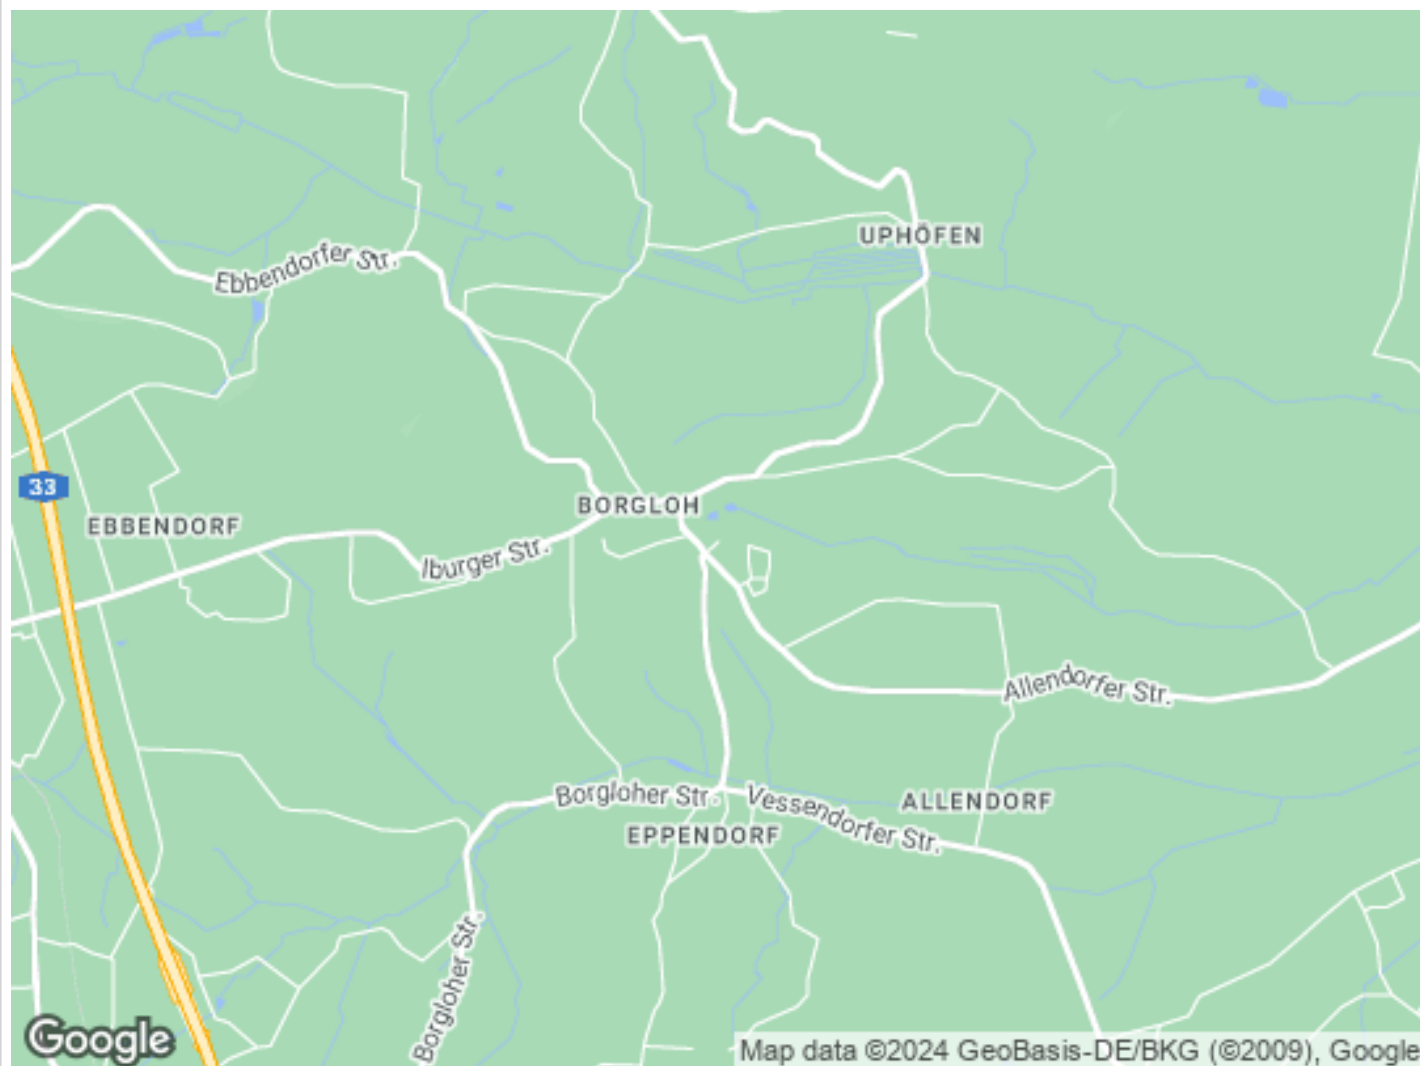 UPHÖFEN
Ebbendorfer Str.
33
BORGLOH
EBBENDORF
Iburger Str.
Allendorfer Str.
Borgloher Str.
Vessendorfer Str.
ALLENDORF
EPPENDORF
Borgloher Str.
Google
Map data ©2024 GeoBasis-DE/BKG (©2009), Google